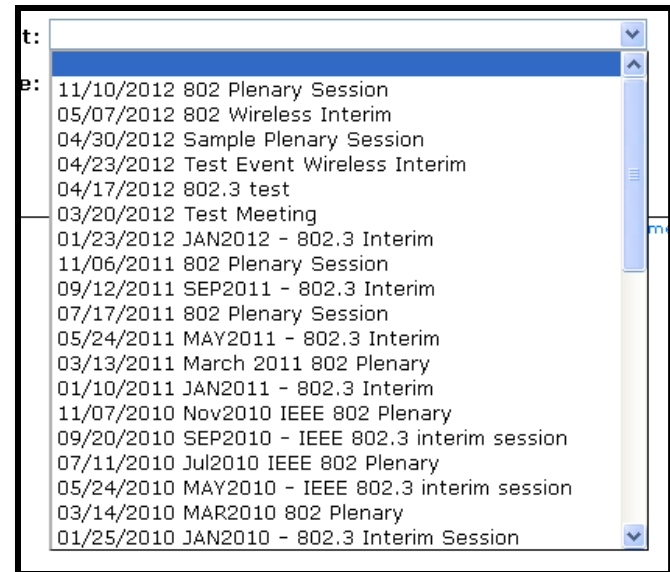 t:
e:
11/10/2012 802 Plenary Session
05/07/2012 802 Wireless Interim
04/30/2012 Sample Plenary Session
04/23/2012 Test Event Wireless Interim
04/17/2012 802.3 test
03/20/2012 Test Meeting
01/23/2012 JAN2012 - 802.3 Interim
me
11/06/2011 802 Plenary Session
09/12/2011 SEP2011 - 802.3 Interim
07/17/2011 802 Plenary Session
05/24/2011 MAY2011 - 802.3 Interim
03/13/2011 March 2011 802 Plenary
01/10/2011 JAN2011 - 802.3 Interim
11/07/2010 Nov2010 IEEE 802 Plenary
09/20/2010 SEP2010 - IEEE 802.3 interim session
07/11/2010 Jul2010 IEEE 802 Plenary
05/24/2010 MAY2010 - IEEE 802.3 interim session
03/14/2010 MAR2010 802 Plenary
01/25/2010 JAN2010 - 802.3 Interim Session